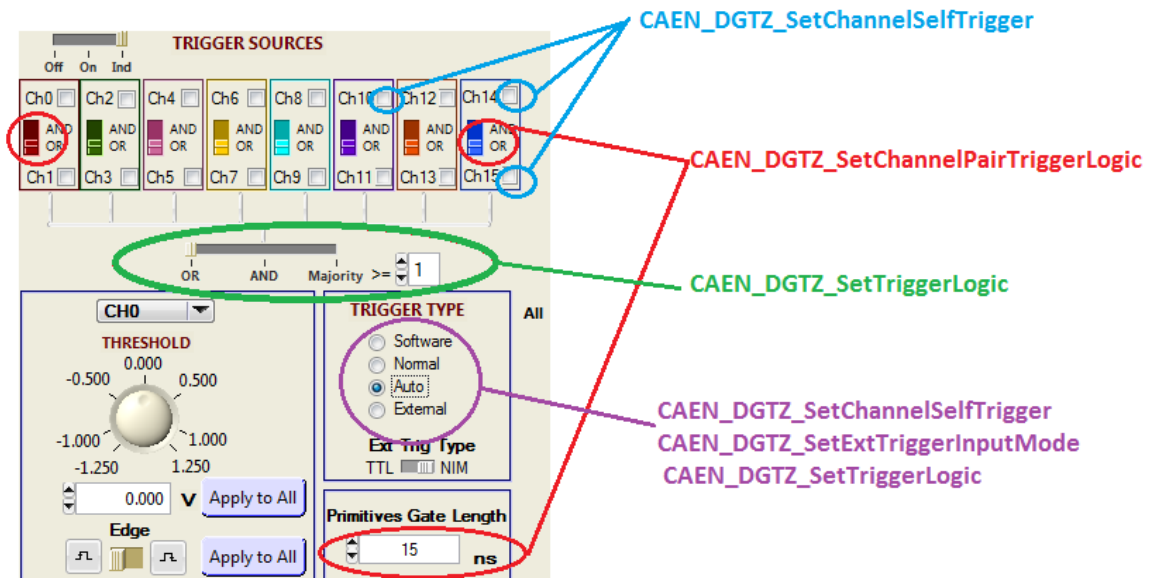 CAEN_DGTZ_SetChannelSelfTrigger
TRIGGER SOURCES
Off On Ind
Ch0 Ch2 Ch4 Ch6 Ch8 Ch10 Ch12 Ch14
AND AND AND AND AND AND AND AND
OR OR OR OR OR OR OR OR
Ch1 Ch3 Ch5 Ch7 Ch9 Ch11 Ch13 Ch15
CAEN_DGTZ_SetChannelPairTriggerLogic
OR AND Majority >= 1
CAEN_DGTZ_SetTriggerLogic
CH0
THRESHOLD
0.000
-0.500 0.500
-1.000 1.000
-1.250 1.250
0.000 V Apply to All
Edge
Apply to All
TRIGGER TYPE
Software
Normal
Auto
External
Ext Trig Type
TTL NIM
All
Primitives Gate Length
15 ns
CAEN_DGTZ_SetChannelSelfTrigger
CAEN_DGTZ_SetExtTriggerInputMode
CAEN_DGTZ_SetTriggerLogic